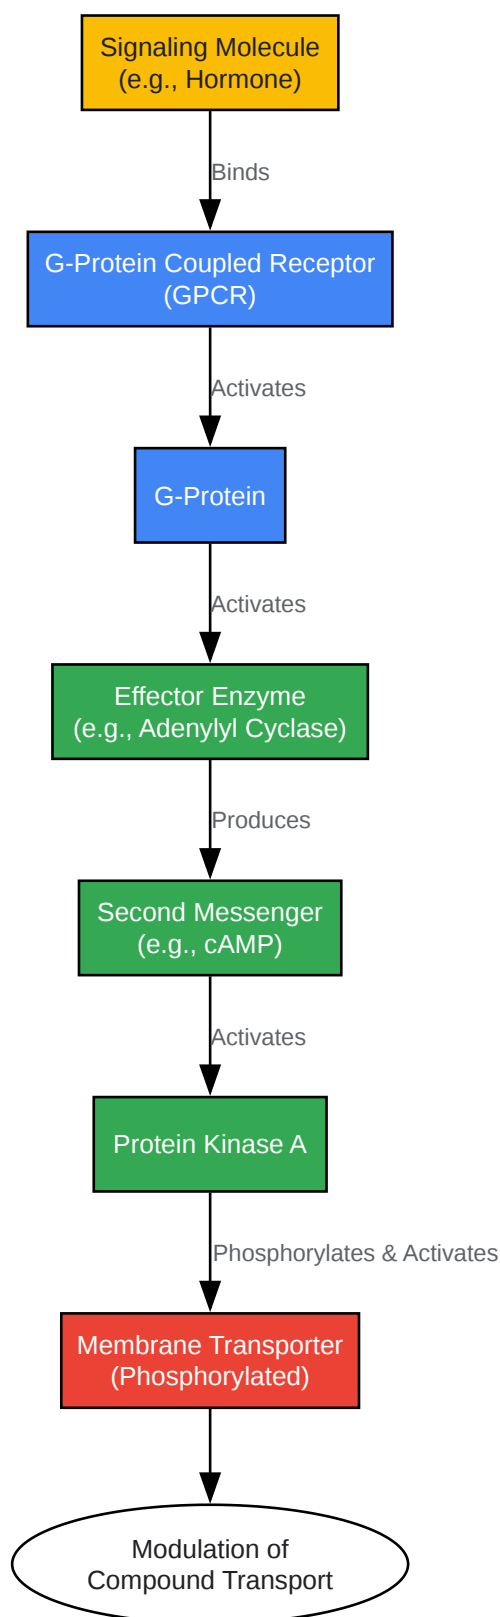 Signaling Molecule
(e.g., Hormone)
Binds
G-Protein Coupled Receptor
(GPCR)
Activates
G-Protein
Activates
Effector Enzyme
(e.g., Adenylyl Cyclase)
Produces
Second Messenger
(e.g., cAMP)
Activates
Protein Kinase A
Phosphorylates & Activates
Membrane Transporter
(Phosphorylated)
Modulation of
Compound Transport